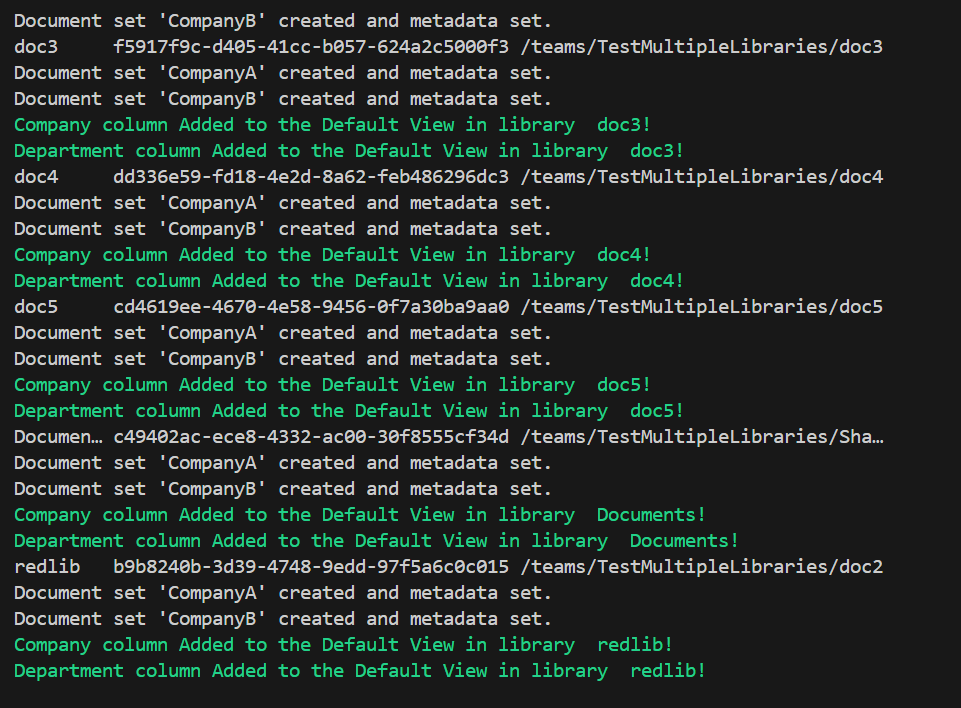 Document set 'CompanyB' created and metadata set.
doc3     f5917f9c-d405-41cc-b057-624a2c5000f3 /teams/TestMultipleLibraries/doc3
Document set 'CompanyA' created and metadata set.
Document set 'CompanyB' created and metadata set.
Company column Added to the Default View in library  doc3!
Department column Added to the Default View in library  doc3!
doc4     dd336e59-fd18-4e2d-8a62-feb486296dc3 /teams/TestMultipleLibraries/doc4
Document set 'CompanyA' created and metadata set.
Document set 'CompanyB' created and metadata set.
Company column Added to the Default View in library  doc4!
Department column Added to the Default View in library  doc4!
doc5     cd4619ee-4670-4e58-9456-0f7a30ba9aa0 /teams/TestMultipleLibraries/doc5
Document set 'CompanyA' created and metadata set.
Document set 'CompanyB' created and metadata set.
Company column Added to the Default View in library  doc5!
Department column Added to the Default View in library  doc5!
Documen… c49402ac-ece8-4332-ac00-30f8555cf34d /teams/TestMultipleLibraries/Sha…
Document set 'CompanyA' created and metadata set.
Document set 'CompanyB' created and metadata set.
Company column Added to the Default View in library  Documents!
Department column Added to the Default View in library  Documents!
redlib   b9b8240b-3d39-4748-9edd-97f5a6c0c015 /teams/TestMultipleLibraries/doc2
Document set 'CompanyA' created and metadata set.
Document set 'CompanyB' created and metadata set.
Company column Added to the Default View in library  redlib!
Department column Added to the Default View in library  redlib!